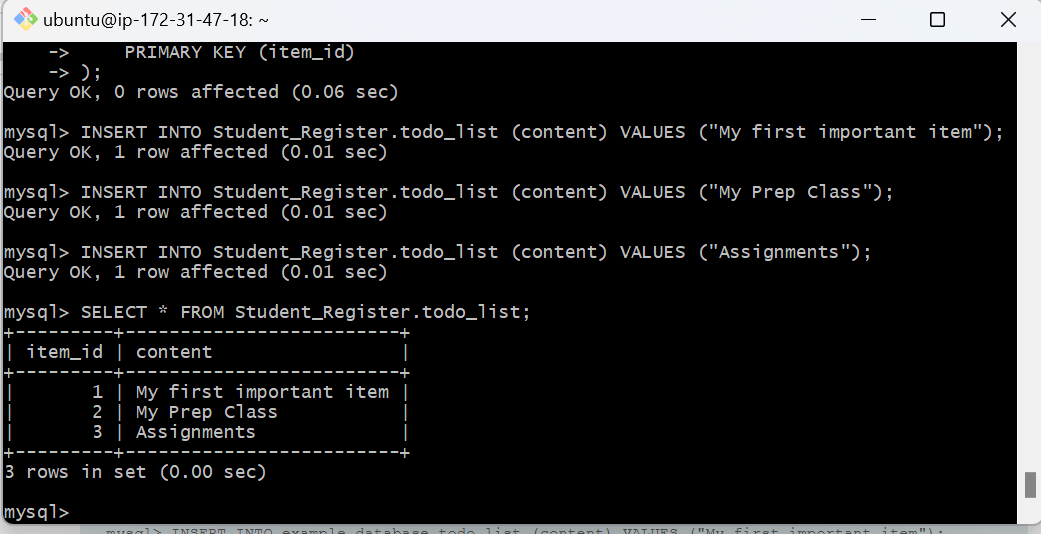 ubuntu@ip-172-31-47-18: ~
    ->     PRIMARY KEY (item_id)
    -> );
Query OK, 0 rows affected (0.06 sec)
mysql> INSERT INTO Student_Register.todo_list (content) VALUES ("My first important item");
Query OK, 1 row affected (0.01 sec)
mysql> INSERT INTO Student_Register.todo_list (content) VALUES ("My Prep Class");
Query OK, 1 row affected (0.01 sec)
mysql> INSERT INTO Student_Register.todo_list (content) VALUES ("Assignments");
Query OK, 1 row affected (0.01 sec)
mysql> SELECT * FROM Student_Register.todo_list;
+---------+-------------------------+
| item_id | content                 |
+---------+-------------------------+
|       1 | My first important item |
|       2 | My Prep Class           |
|       3 | Assignments             |
+---------+-------------------------+
3 rows in set (0.00 sec)
mysql>
mysql> INSERT INTO example_database.todo_list (content) VALUES ("My first important item");